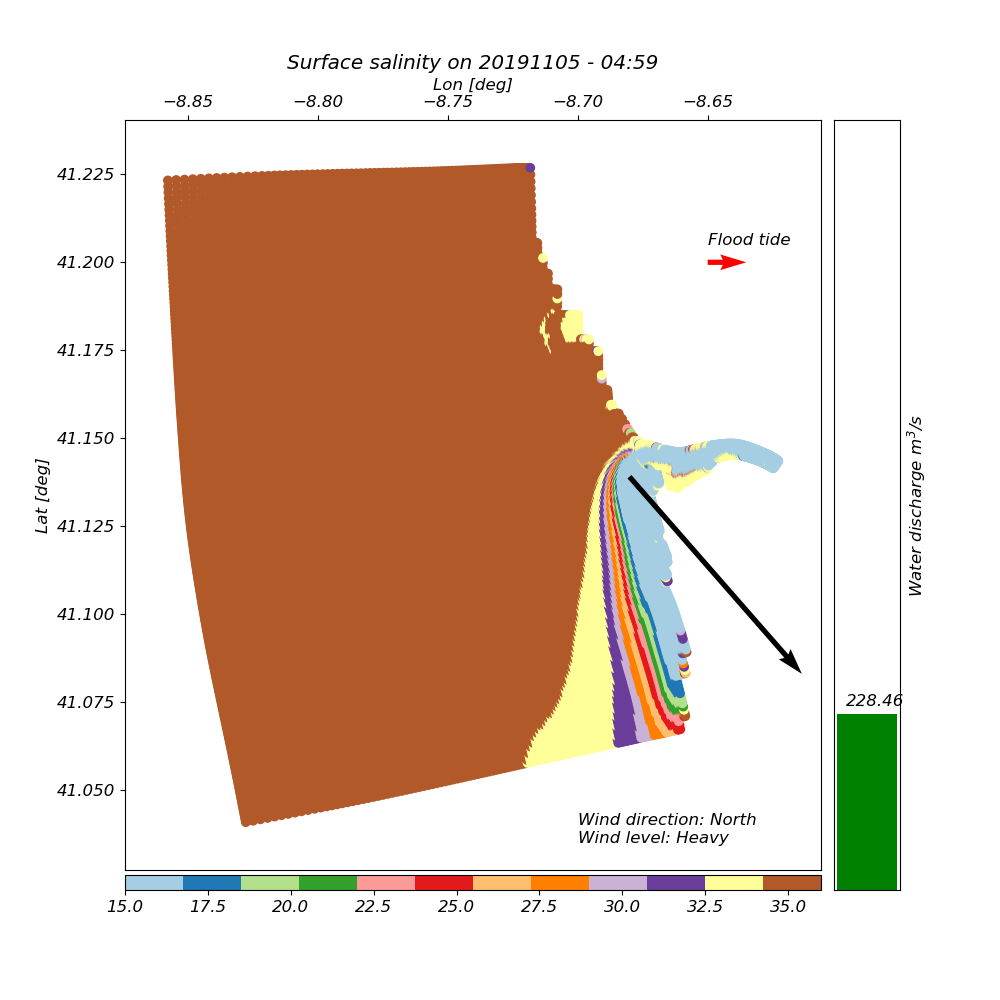 Surface salinity on 20191105 - 04:59
Lon [deg]
−8.85 −8.80 −8.75 −8.70 −8.65
41.225
41.200
41.175
41.150
41.125
41.100
41.075
41.050
Lat [deg]
Flood tide
Wind direction: North
Wind level: Heavy
15.0 17.5 20.0 22.5 25.0 27.5 30.0 32.5 35.0
228.46
Water discharge m³/s